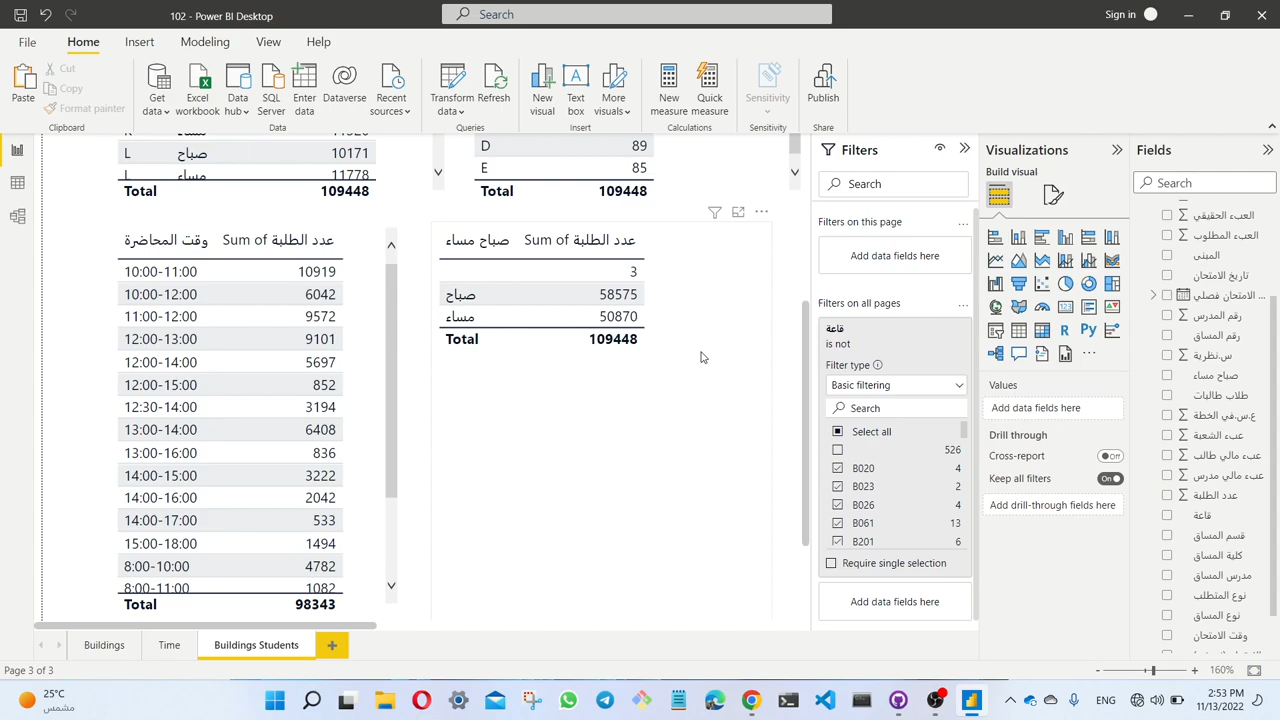 102 - Power BI Desktop
Search
Sign in
File
Home
Insert
Modeling
View
Help
Paste
Cut
Copy
Format painter
Clipboard
Get data
Excel workbook
Data hub
SQL Server
Enter data
Dataverse
Recent sources
Data
Transform data
Refresh
Queries
New visual
Text box
More visuals
Insert
New measure
Quick measure
Calculations
Sensitivity
Sensitivity
Publish
Share
L صباح 10171
L مساء 11778
Total 109448
D 89
E 85
Total 109448
وقت المحاضرة Sum of عدد الطلبة
10:00-11:00 10919
10:00-12:00 6042
11:00-12:00 9572
12:00-13:00 9101
12:00-14:00 5697
12:00-15:00 852
12:30-14:00 3194
13:00-14:00 6408
13:00-16:00 836
14:00-15:00 3222
14:00-16:00 2042
14:00-17:00 533
15:00-18:00 1494
8:00-10:00 4782
8:00-11:00 1082
Total 98343
صباح مساء Sum of عدد الطلبة
3
صباح 58575
مساء 50870
Total 109448
Filters
Search
Filters on this page
Add data fields here
Filters on all pages
قاعة
is not
Filter type
Basic filtering
Search
Select all
526
B020 4
B023 2
B026 4
B061 13
B201 6
Require single selection
Add data fields here
Visualizations
Build visual
Values
Add data fields here
Drill through
Cross-report Off
Keep all filters On
Add drill-through fields here
Fields
Search
العبء الحقيقي
العبء المطلوب
المبنى
تاريخ الامتحان
الامتحان فصلي ...
رقم المدرس
رقم المساق
س.نظرية
صباح مساء
طلاب طالبات
ع.س.في الخطة
عبء الشعبة
عبء مالي طالب
عبء مالي مدرس
عدد الطلبة
قاعة
قسم المساق
كلية المساق
مدرس المساق
نوع المتطلب
نوع المساق
وقت الامتحان
Buildings
Time
Buildings Students
Page 3 of 3
160%
25°C
مشمس
ENG
2:53 PM
11/13/2022